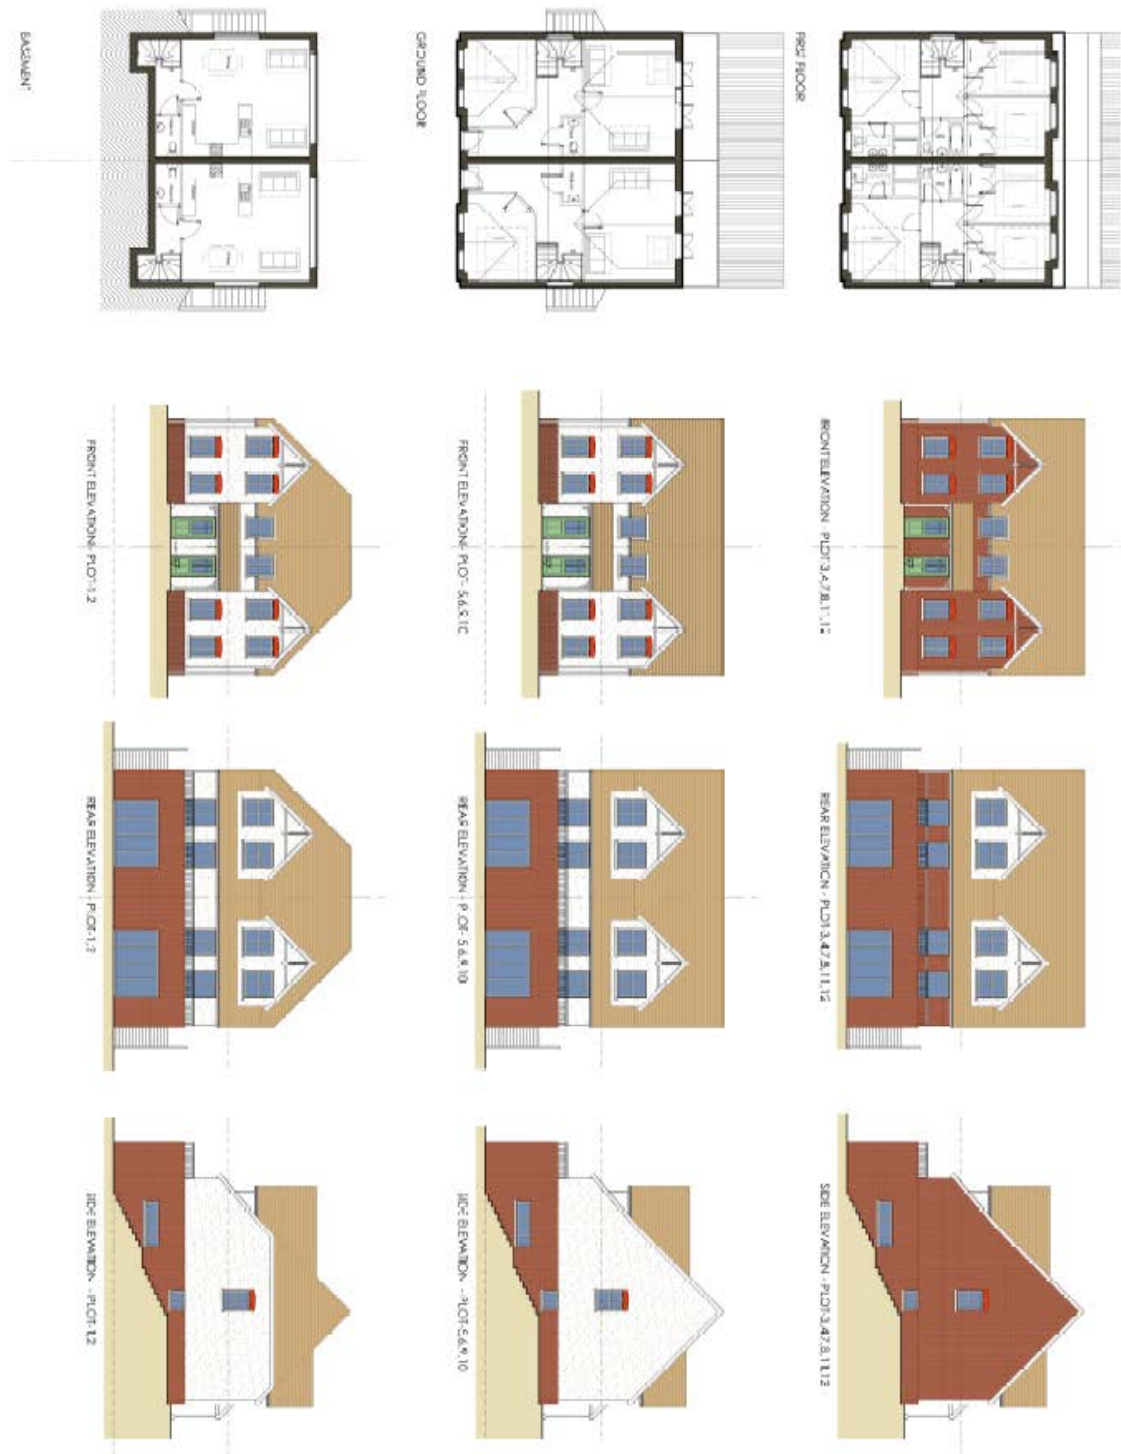 BASEMENT
GROUND FLOOR
FIRST FLOOR
FRONT ELEVATION - PLOT-1,2
FRONT ELEVATION - PLOT- 5,6,9,10
FRONT ELEVATION - PLOT-3,4,7,8,11,12
REAR ELEVATION - PLOT-1,2
REAR ELEVATION - PLOT- 5,6,9,10
REAR ELEVATION - PLOT-3,4,7,8,11,12
SIDE ELEVATION - PLOT-1,2
SIDE ELEVATION - PLOT-5,6,9,10
SIDE ELEVATION - PLOT-3,4,7,8,11,12